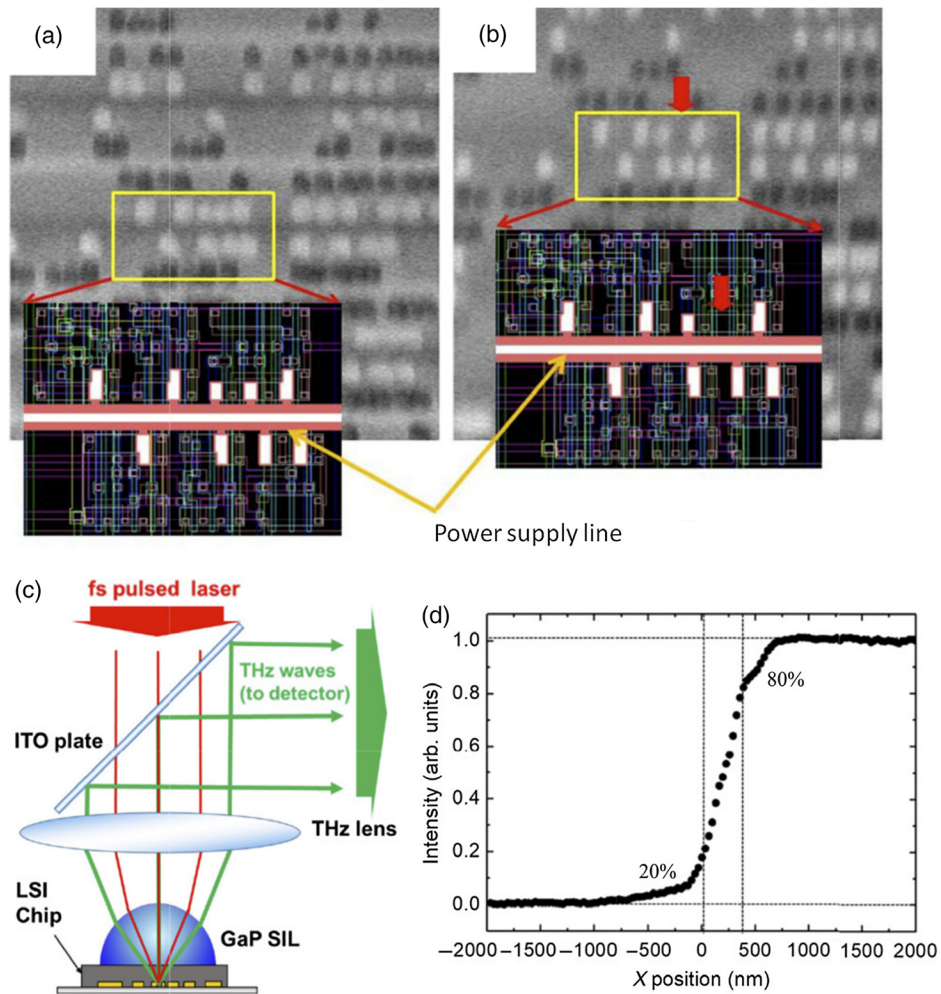 (a)
(b)
Power supply line
(c)
fs pulsed laser
THz waves
(to detector)
ITO plate
THz lens
LSI
Chip
GaP SIL
(d)
Intensity (arb. units)
1.0
0.8
0.6
0.4
0.2
0.0
80%
20%
−2000 −1500 −1000 −500 0 500 1000 1500 2000
X position (nm)